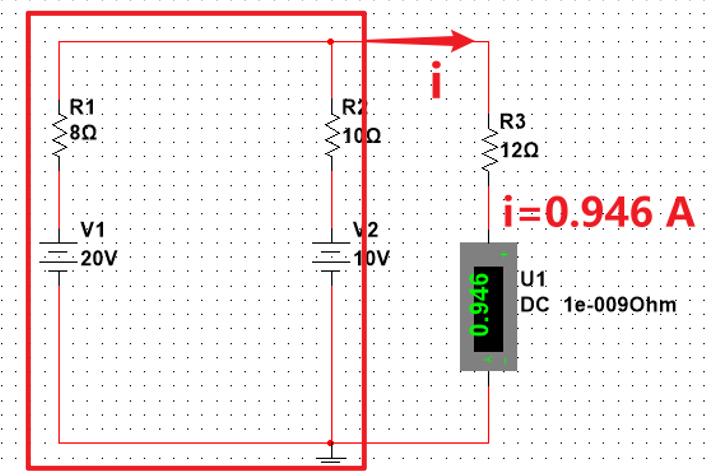 i
R1
8Ω
R2
10Ω
R3
12Ω
i=0.946 A
V1
20V
V2
10V
0.946
U1
DC 1e-009Ohm